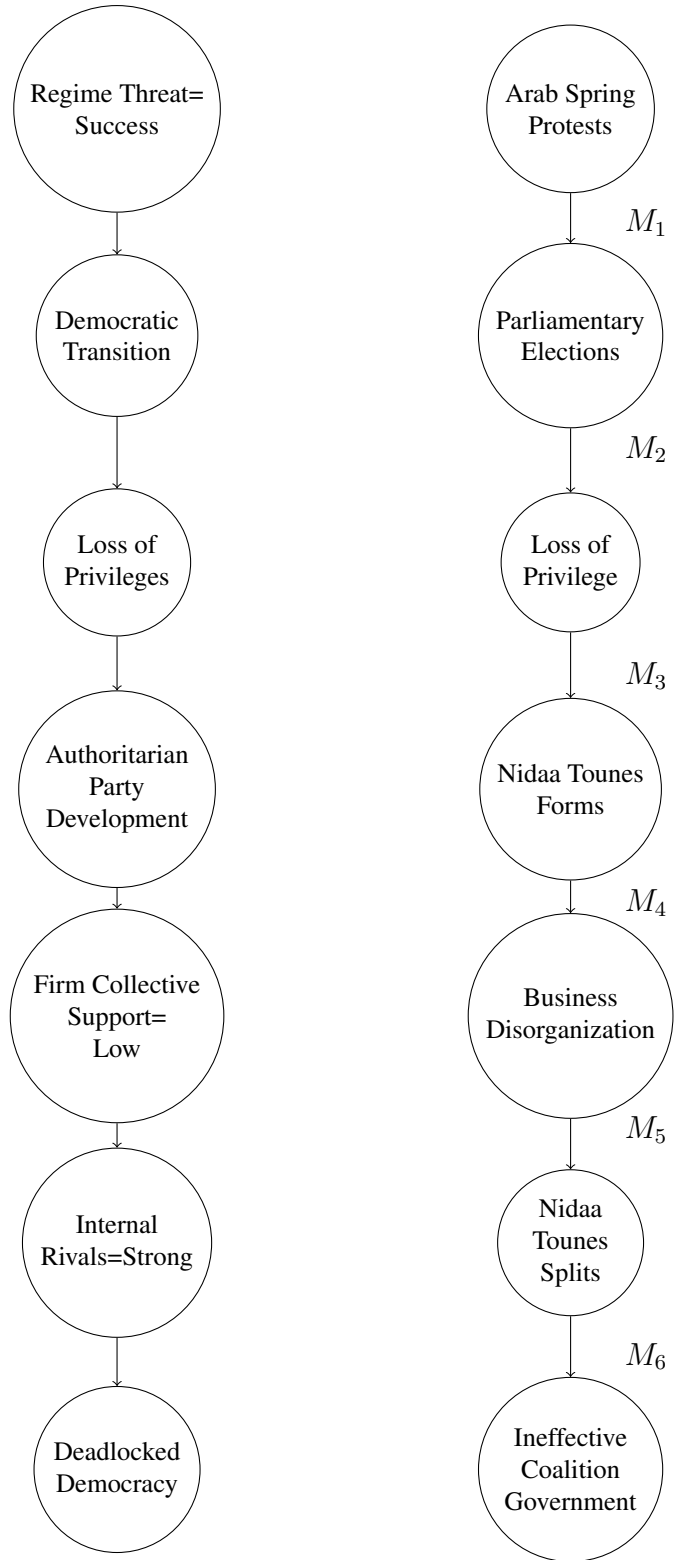 Regime Threat=
Success
Arab Spring
Protests
M1
Democratic
Transition
Parliamentary
Elections
M2
Loss of
Privileges
Loss of
Privilege
M3
Authoritarian
Party
Development
Nidaa Tounes
Forms
M4
Firm Collective
Support=
Low
Business
Disorganization
M5
Internal
Rivals=Strong
Nidaa
Tounes
Splits
M6
Deadlocked
Democracy
Ineffective
Coalition
Government